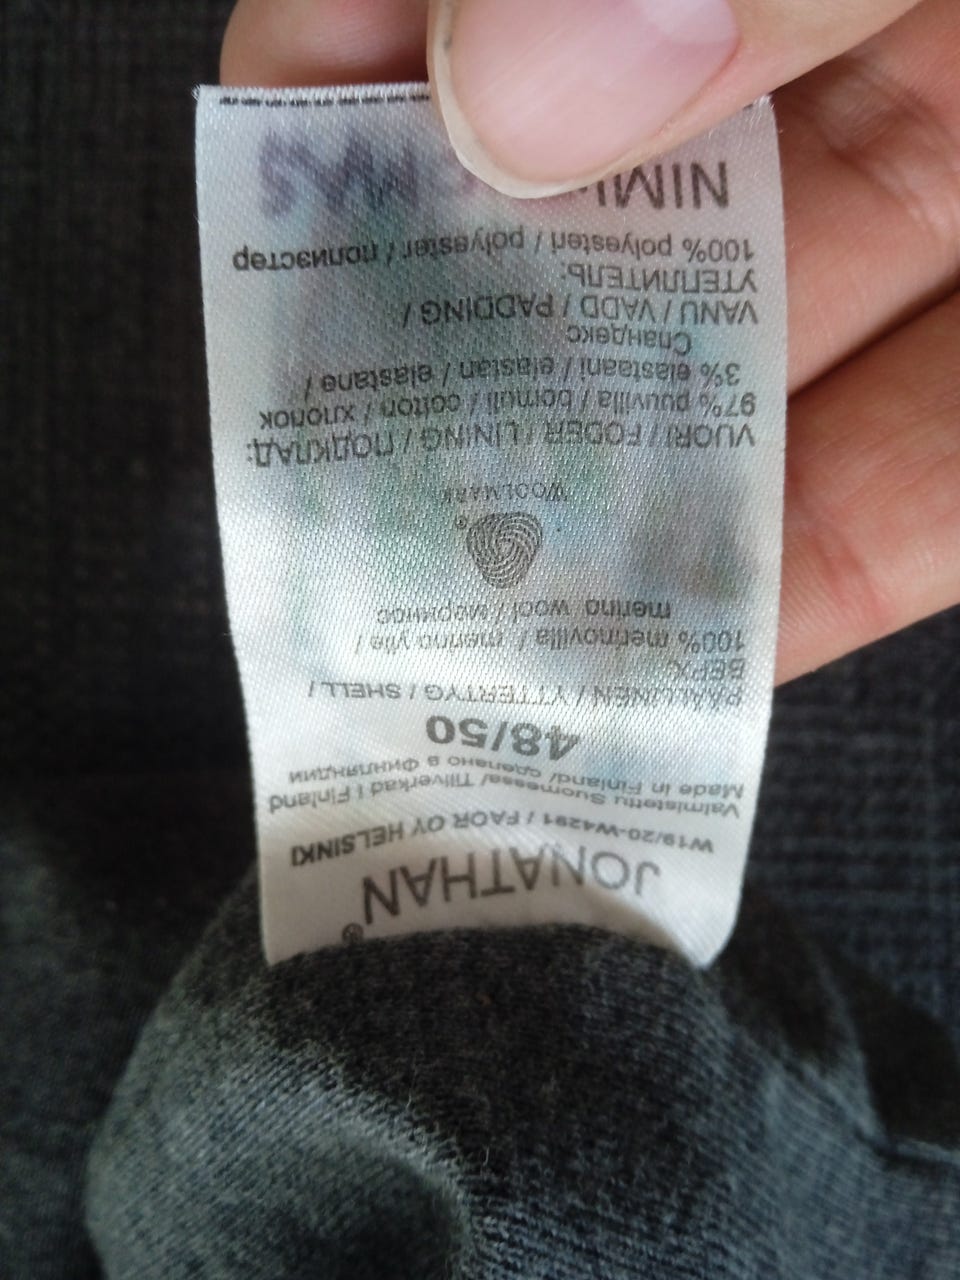 JONATHAN®
W19/20-W4291 / FAOR OY HELSINKI
Valmistettu Suomessa/ Tillverkad i Finland
Made in Finland/ сделано в Финляндии
48/50
PÄÄLLINEN / YTTERTYG / SHELL /
ВЕРХ:
100% merinovilla / merino ylle /
merino wool / меринос
WOOLMARK
VUORI / FODER / LINING / ПОДКЛАД:
97% puuvilla / bomull / cotton / хлопок
3% elastaani / elastan / elastane /
Спандекс
VANU / VADD / PADDING /
УТЕПЛИТЕЛЬ:
100% polyesteri / polyester / полиэстер